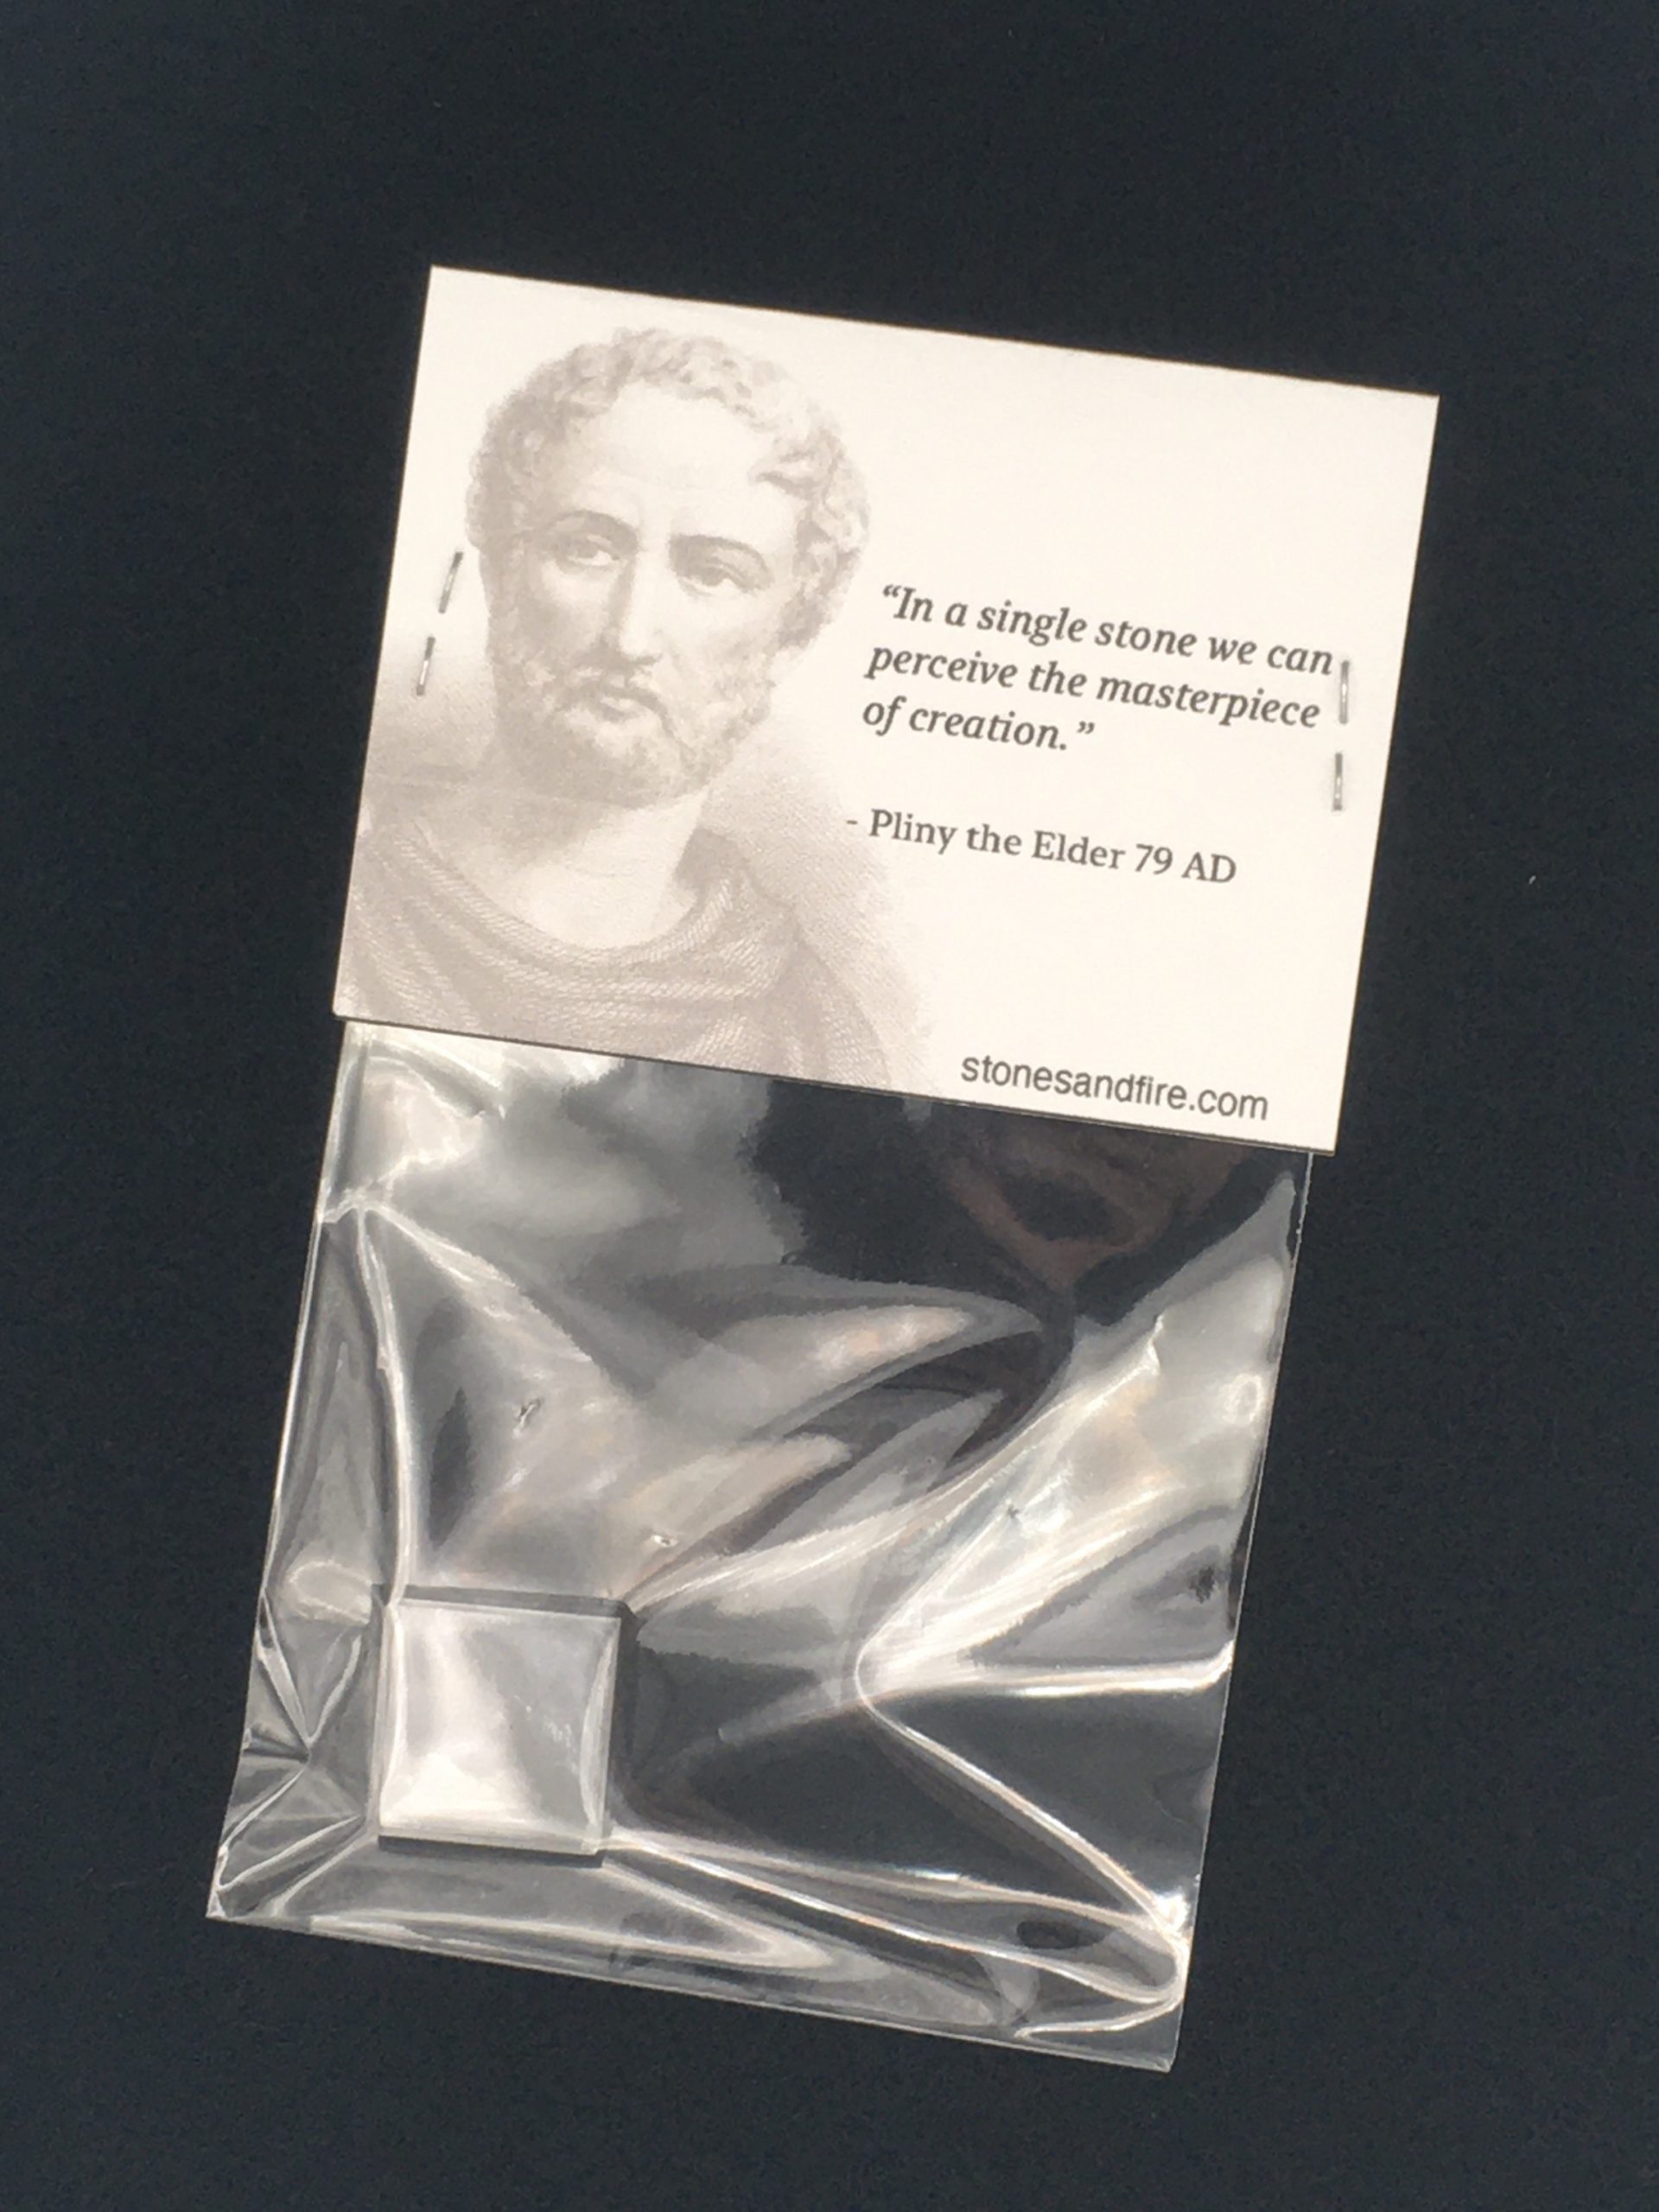 “In a single stone we can
perceive the masterpiece
of creation.”
- Pliny the Elder 79 AD
stonesandfire.com